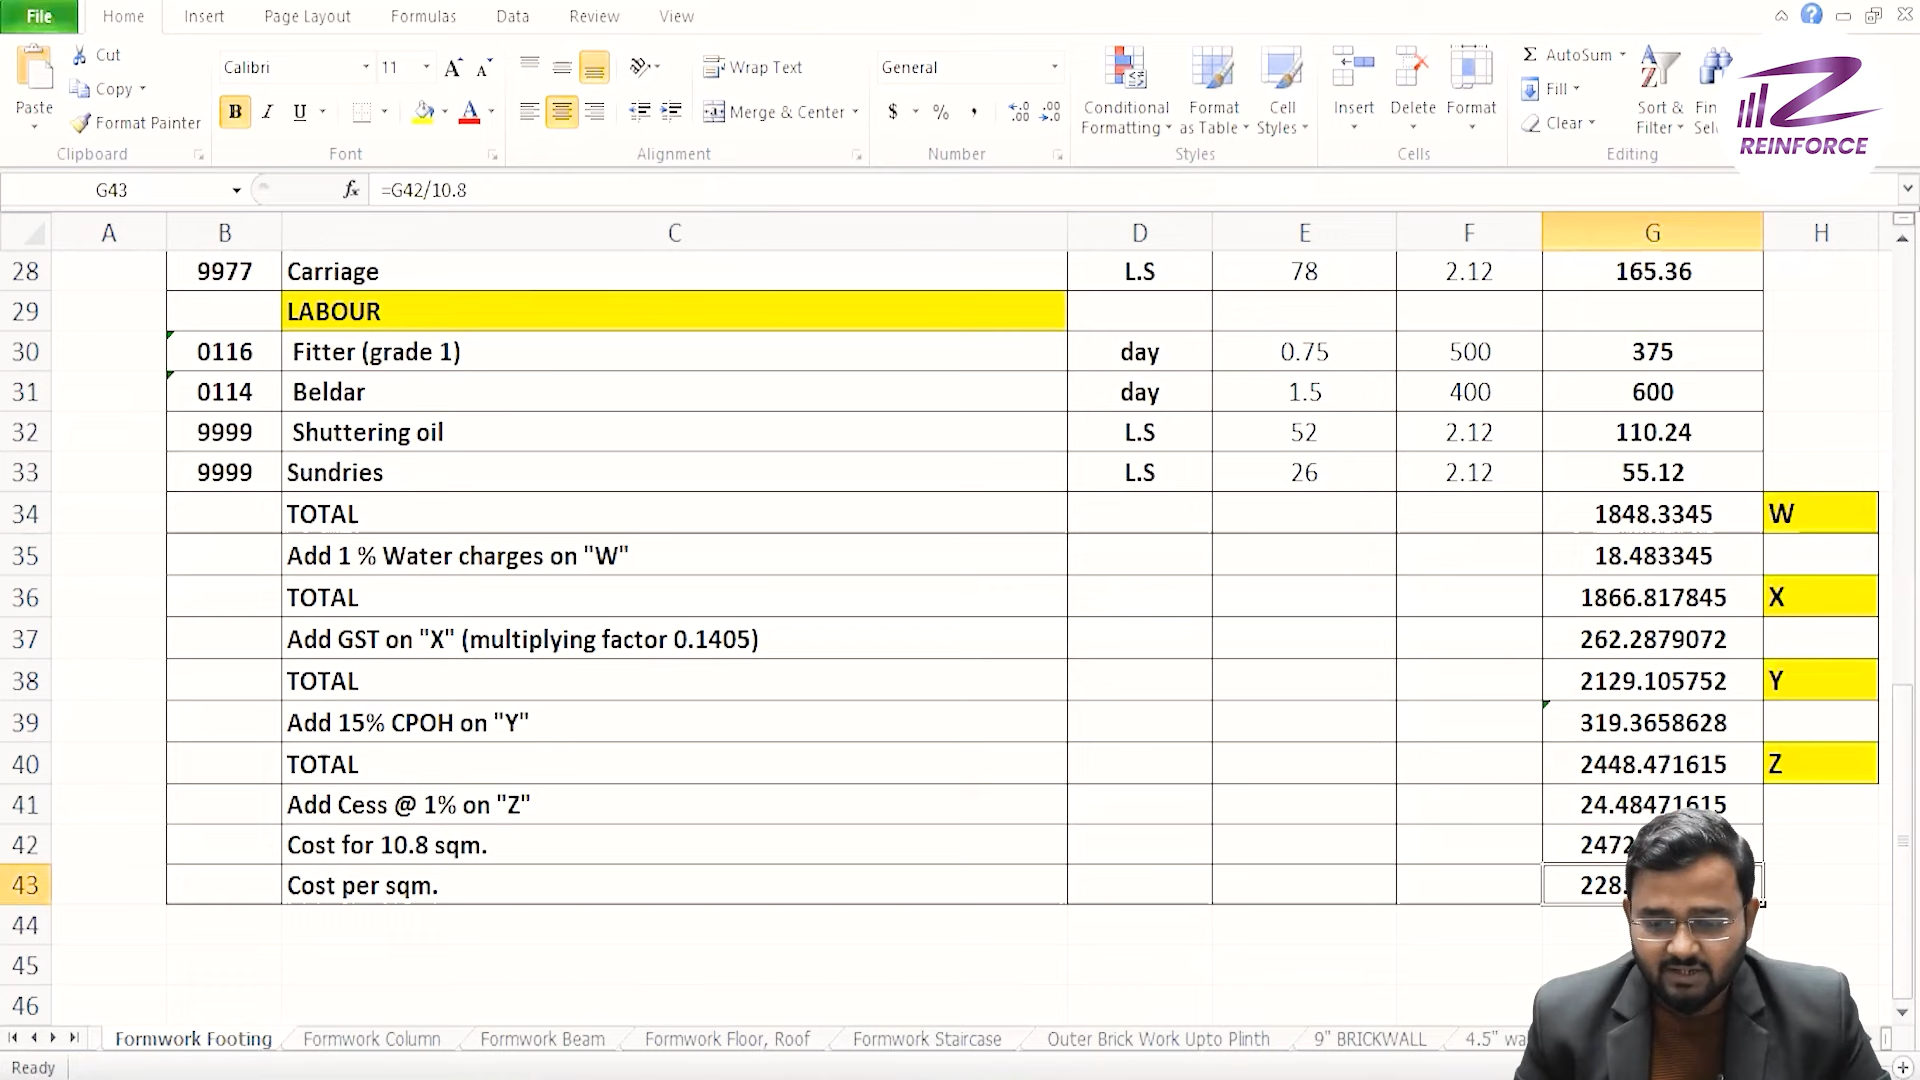 File Home Insert Page Layout Formulas Data Review View
Paste Cut Copy Format Painter Clipboard
Calibri 11 B I U A Font
Wrap Text Merge & Center Alignment
General $ % , Number
Conditional Formatting Format as Table Cell Styles Styles
Insert Delete Format Cells
Σ AutoSum Fill Clear Sort & Filter Editing
REINFORCE
G43 fx =G42/10.8
A B C D E F G H
28 9977 Carriage L.S 78 2.12 165.36
29 LABOUR
30 0116 Fitter (grade 1) day 0.75 500 375
31 0114 Beldar day 1.5 400 600
32 9999 Shuttering oil L.S 52 2.12 110.24
33 9999 Sundries L.S 26 2.12 55.12
34 TOTAL 1848.3345 W
35 Add 1 % Water charges on "W" 18.483345
36 TOTAL 1866.817845 X
37 Add GST on "X" (multiplying factor 0.1405) 262.2879072
38 TOTAL 2129.105752 Y
39 Add 15% CPOH on "Y" 319.3658628
40 TOTAL 2448.471615 Z
41 Add Cess @ 1% on "Z" 24.48471615
42 Cost for 10.8 sqm. 2472
43 Cost per sqm. 228.
44
45
46
Formwork Footing Formwork Column Formwork Beam Formwork Floor, Roof Formwork Staircase Outer Brick Work Upto Plinth 9" BRICKWALL 4.5"
Ready